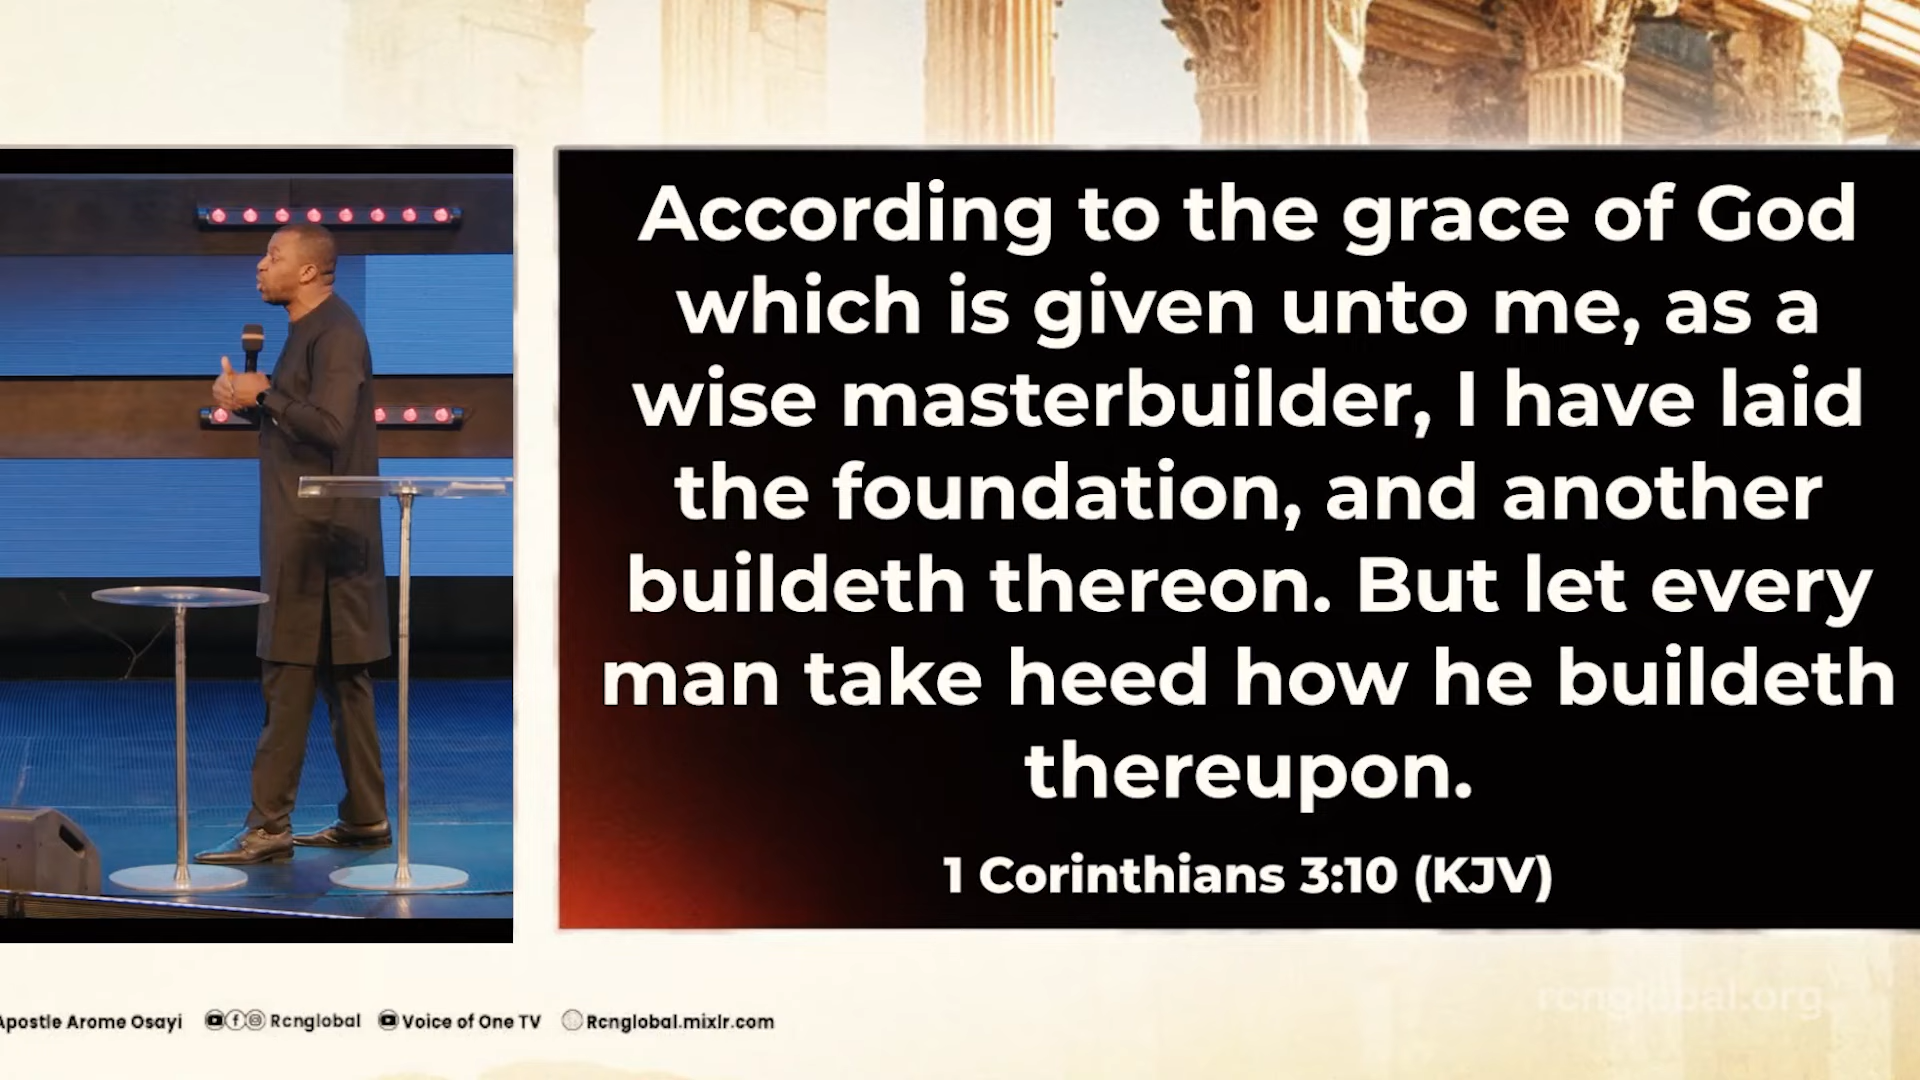 According to the grace of God
which is given unto me, as a
wise masterbuilder, I have laid
the foundation, and another
buildeth thereon. But let every
man take heed how he buildeth
thereupon.
1 Corinthians 3:10 (KJV)
rcnglobal.org
Apostle Arome Osayi Rcnglobal Voice of One TV Rcnglobal.mixlr.com